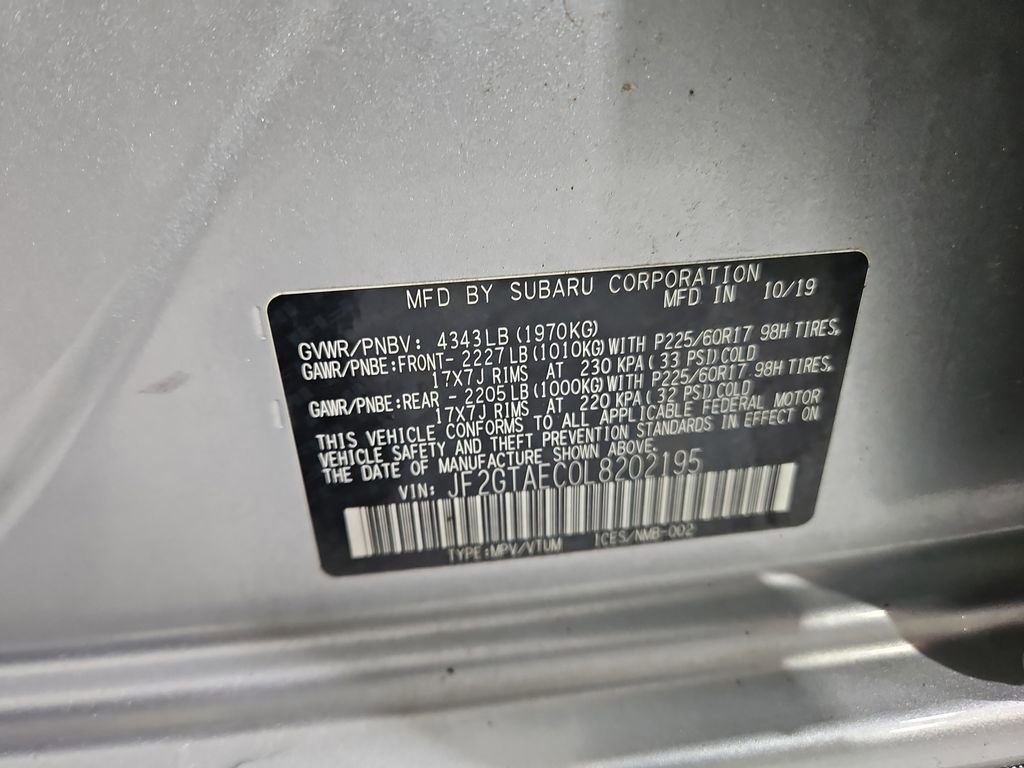 MFD BY SUBARU CORPORATION
MFD IN 10/19
GVWR/PNBV: 4343LB(1970KG)
GAWR/PNBE:FRONT- 2227LB(1010KG)WITH P225/60R17 98H TIRES,
17X7J RIMS AT 230 KPA( 33 PSI)COLD
GAWR/PNBE:REAR - 2205LB(1000KG)WITH P225/60R17 98H TIRES,
17X7J RIMS AT 220 KPA( 32 PSI)COLD
THIS VEHICLE CONFORMS TO ALL APPLICABLE FEDERAL MOTOR
VEHICLE SAFETY AND THEFT PREVENTION STANDARDS IN EFFECT ON
THE DATE OF MANUFACTURE SHOWN ABOVE.
VIN: JF2GTAEC0L8202195
TYPE:MPV/VTUM ICES/NMB-002